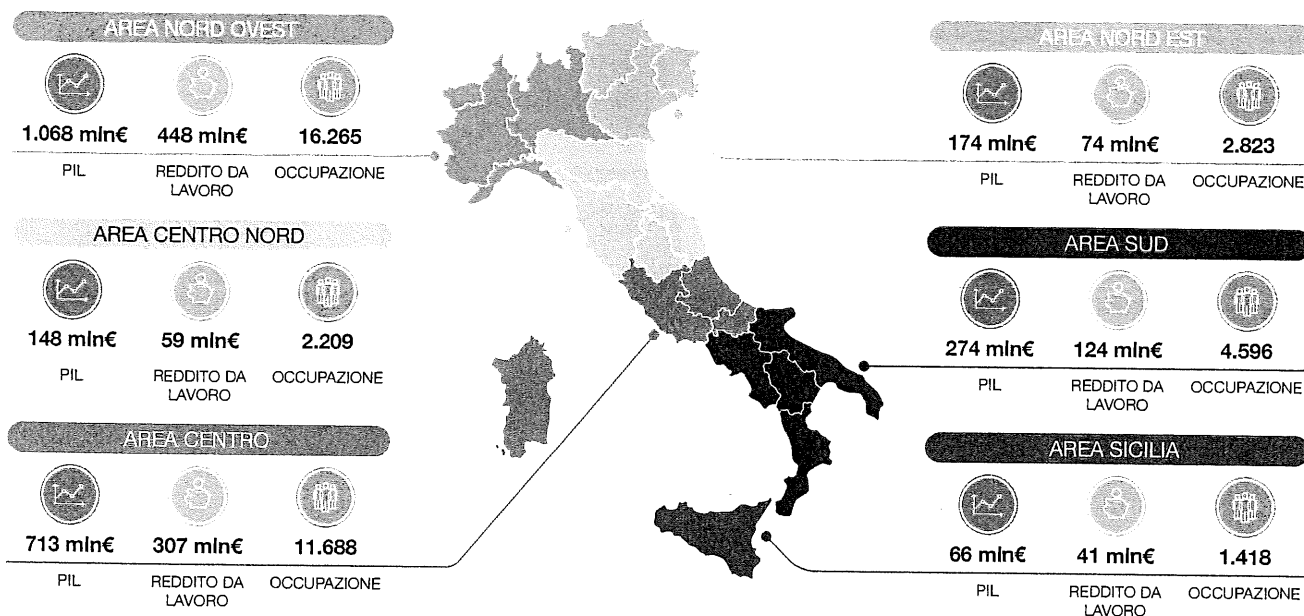 AREA NORD OVEST
1.068 mln€ 448 mln€ 16.265
PIL REDDITO DA LAVORO OCCUPAZIONE
AREA CENTRO NORD
148 mln€ 59 mln€ 2.209
PIL REDDITO DA LAVORO OCCUPAZIONE
AREA CENTRO
713 mln€ 307 mln€ 11.688
PIL REDDITO DA LAVORO OCCUPAZIONE
AREA NORD EST
174 mln€ 74 mln€ 2.823
PIL REDDITO DA LAVORO OCCUPAZIONE
AREA SUD
274 mln€ 124 mln€ 4.596
PIL REDDITO DA LAVORO OCCUPAZIONE
AREA SICILIA
66 mln€ 41 mln€ 1.418
PIL REDDITO DA LAVORO OCCUPAZIONE